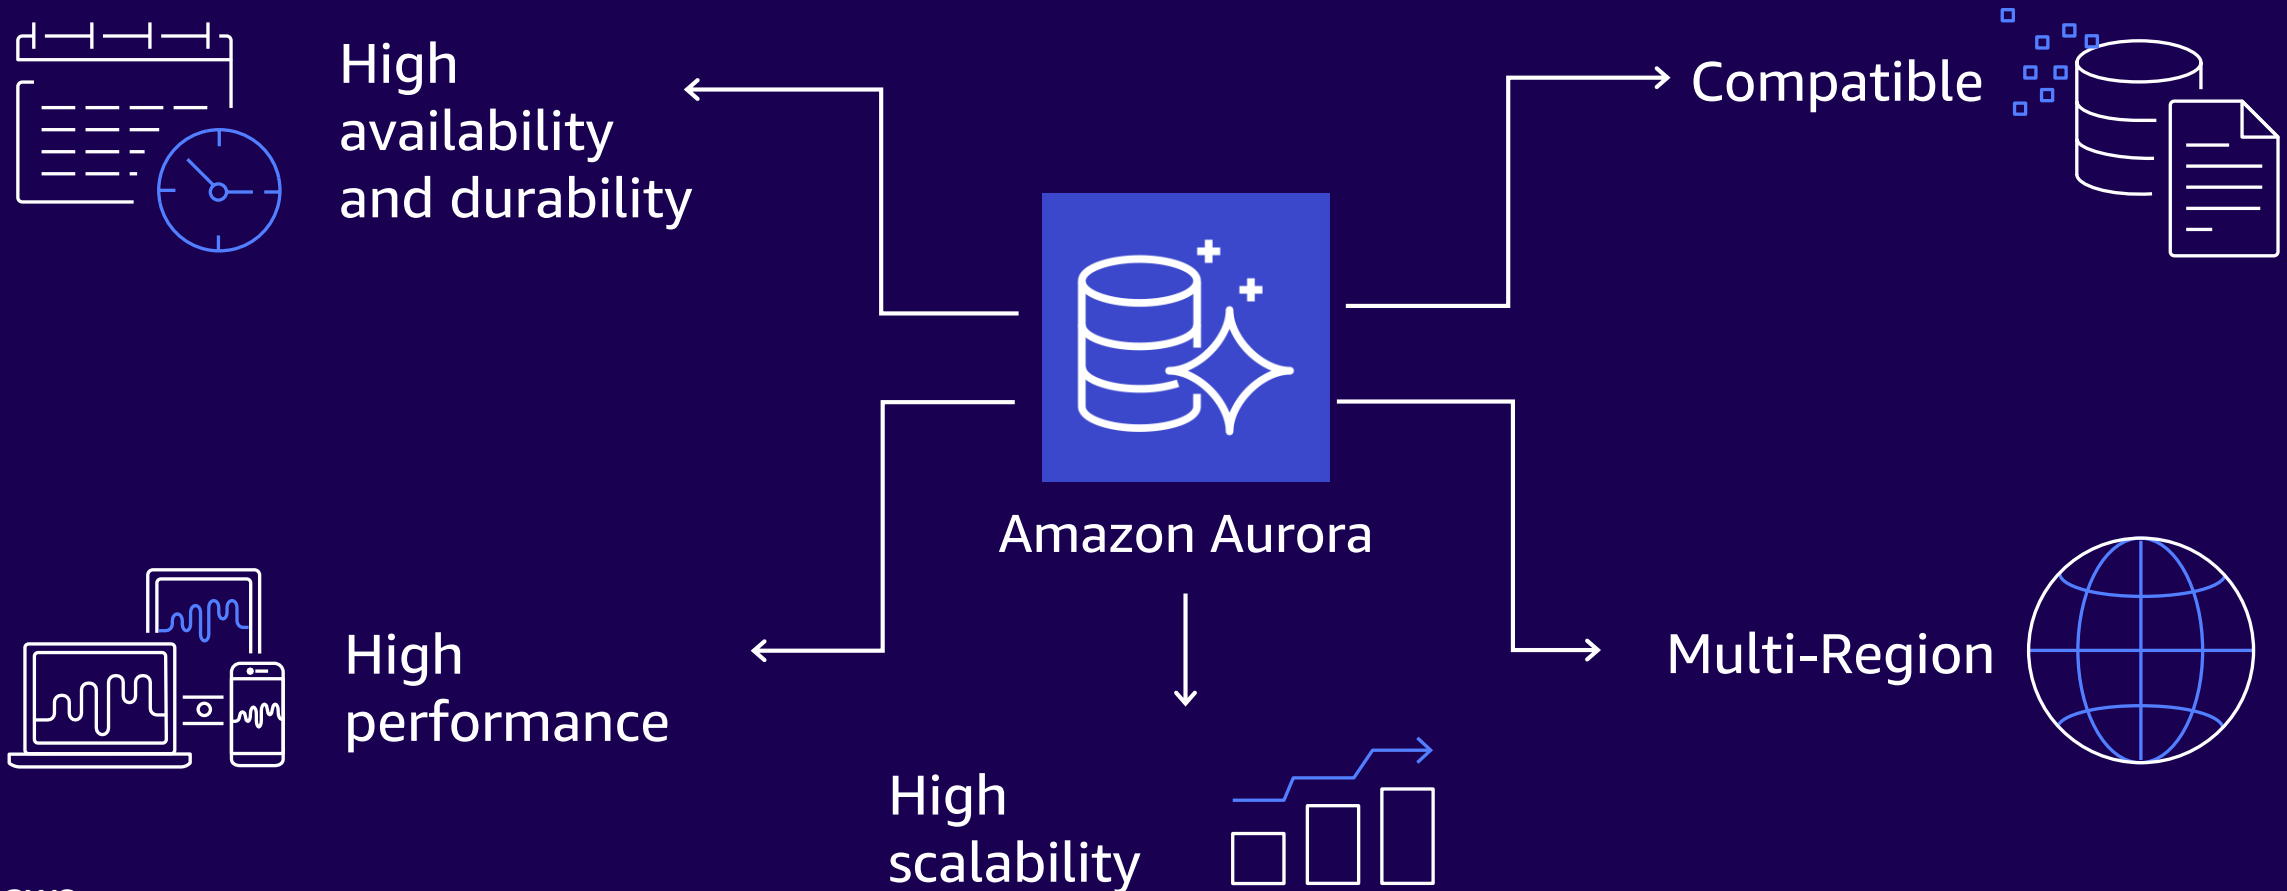 High
availability
and durability
Compatible
Amazon Aurora
High
performance
Multi-Region
High
scalability